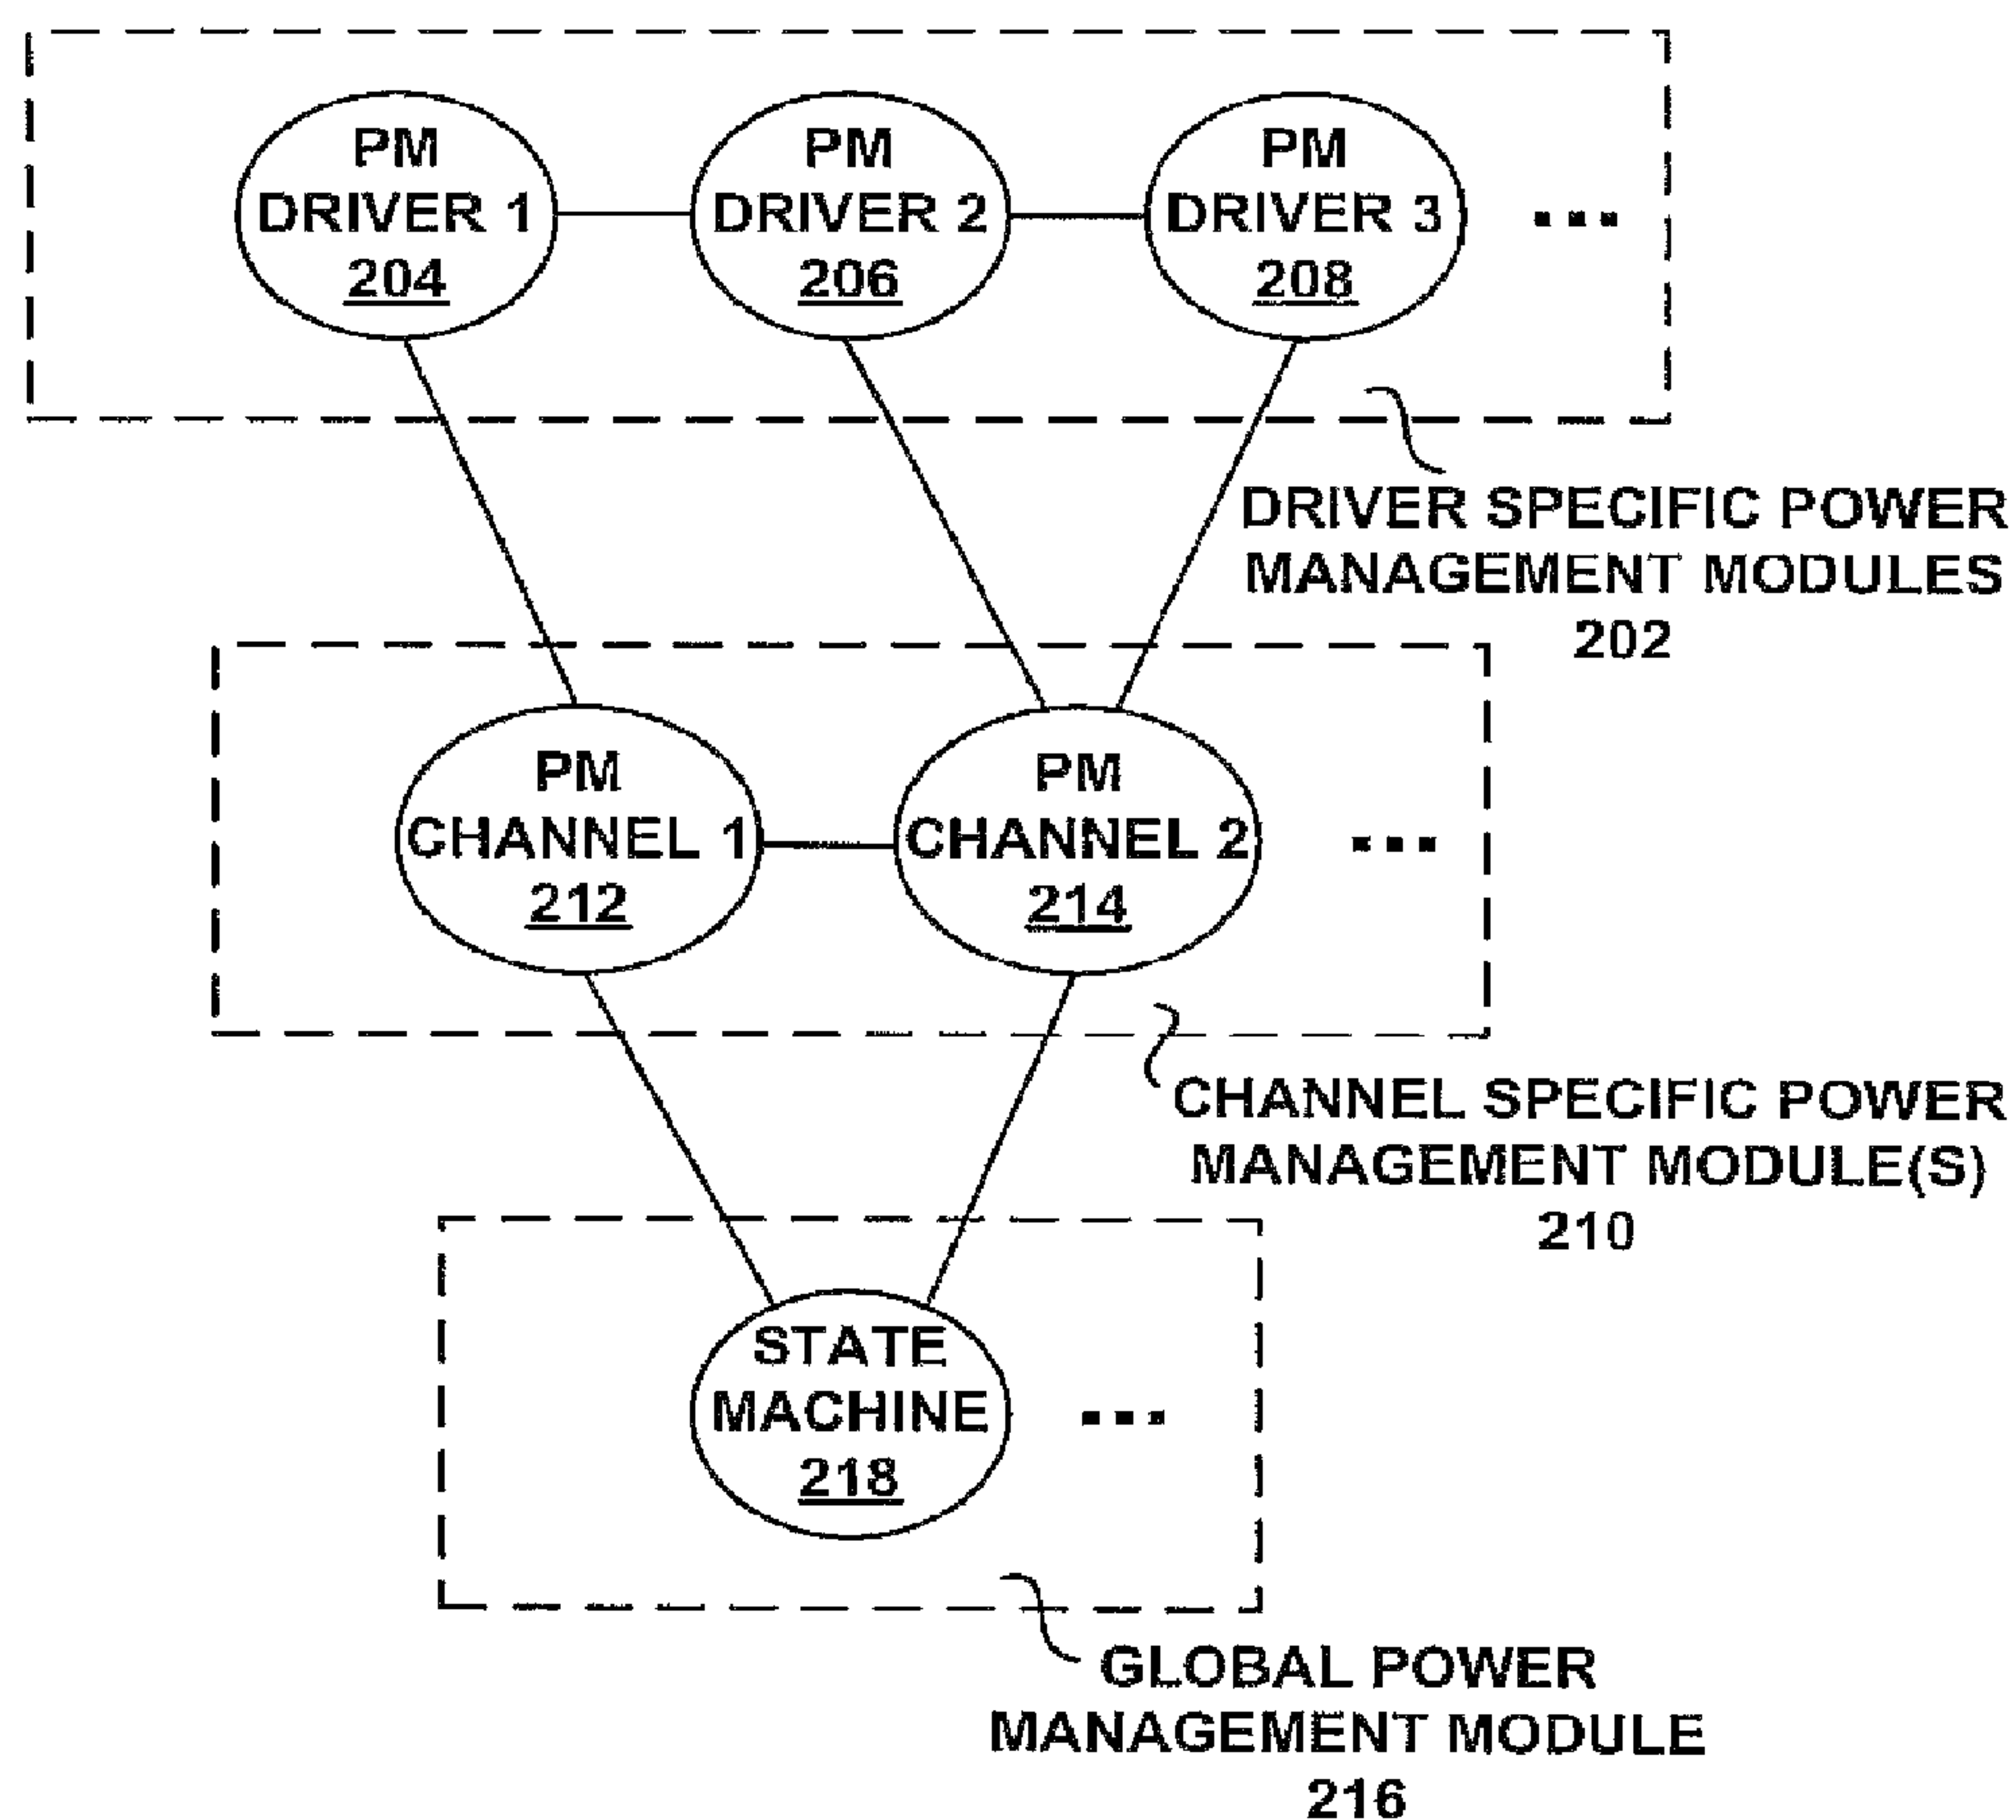 PM
DRIVER 1
204
PM
DRIVER 2
206
PM
DRIVER 3
208
...
DRIVER SPECIFIC POWER
MANAGEMENT MODULES
202
PM
CHANNEL 1
212
PM
CHANNEL 2
214
...
CHANNEL SPECIFIC POWER
MANAGEMENT MODULE(S)
210
STATE
MACHINE
218
...
GLOBAL POWER
MANAGEMENT MODULE
216